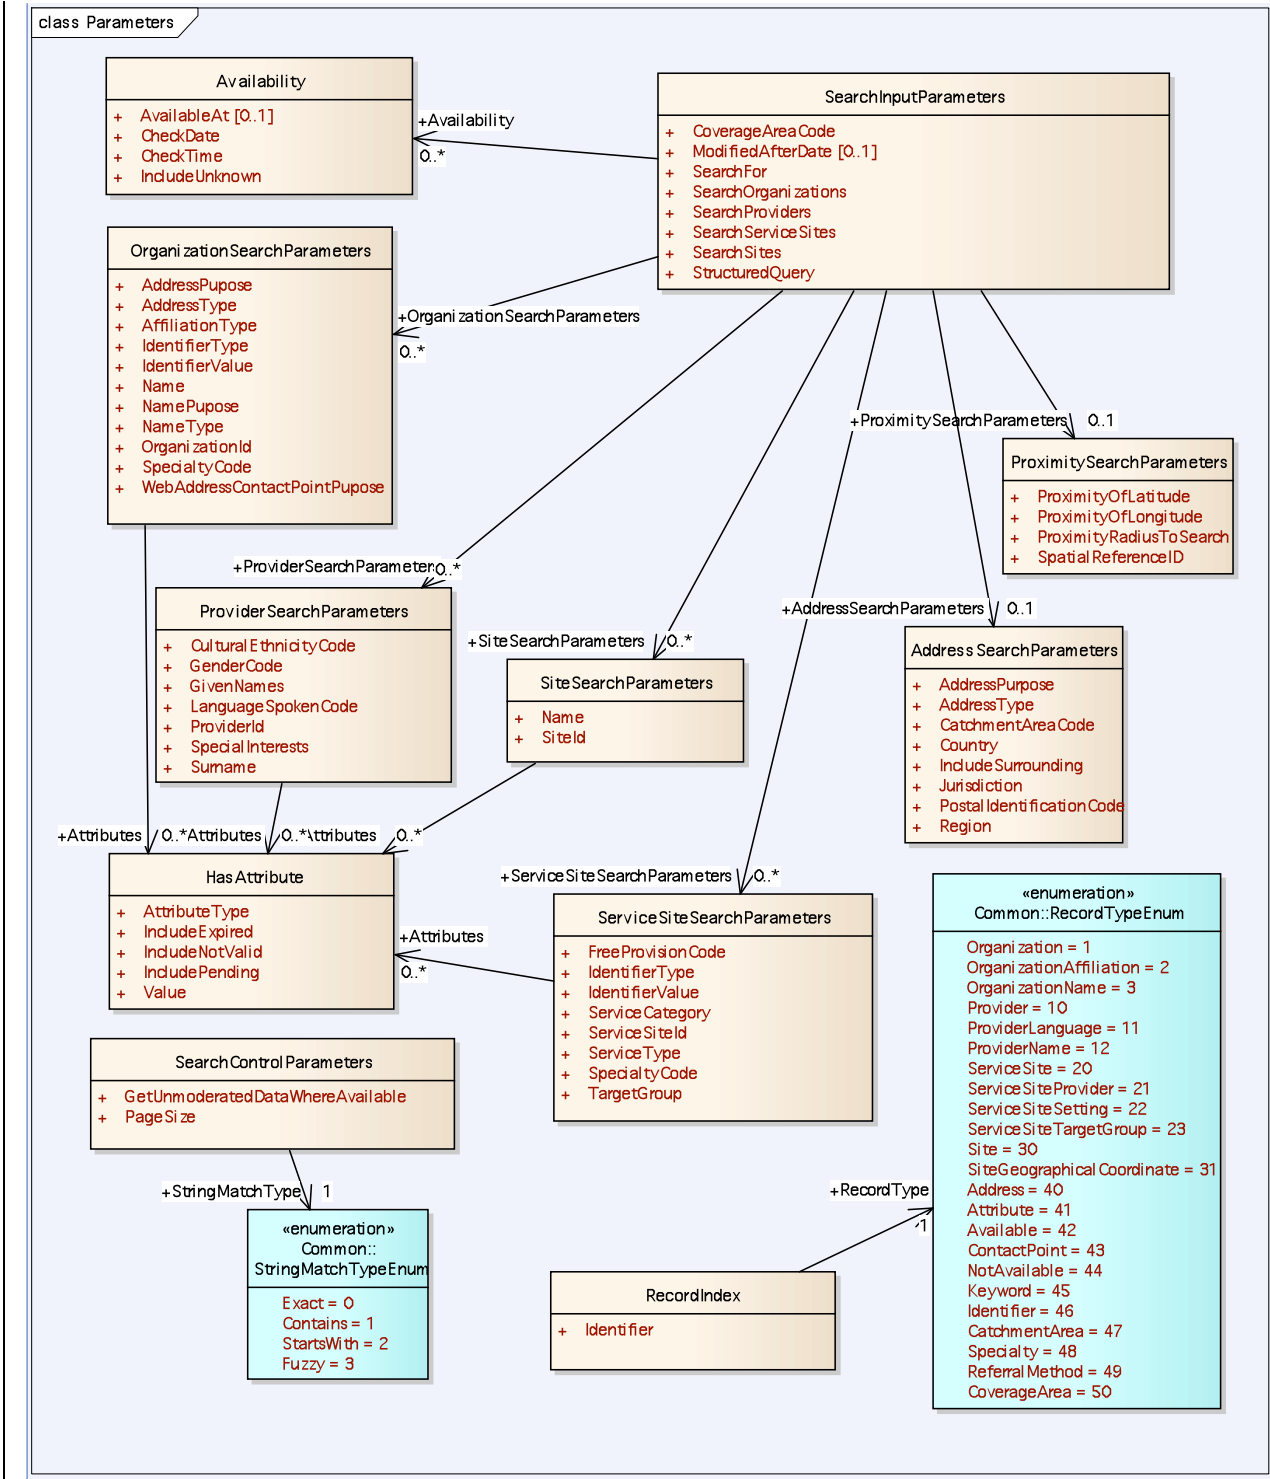 class Parameters
Availability
+ AvailableAt [0..1]
+ CheckDate
+ CheckTime
+ IncludeUnknown
+Availability
0..*
SearchInputParameters
+ CoverageAreaCode
+ ModifiedAfterDate [0..1]
+ SearchFor
+ SearchOrganizations
+ SearchProviders
+ SearchServiceSites
+ SearchSites
+ StructuredQuery
OrganizationSearchParameters
+ AddressPupose
+ AddressType
+ AffiliationType
+ IdentifierType
+ IdentifierValue
+ Name
+ NamePupose
+ NameType
+ OrganizationId
+ SpecialtyCode
+ WebAddressContactPointPupose
+OrganizationSearchParameters
0..*
+ProximitySearchParameters
0..1
ProximitySearchParameters
+ ProximityOfLatitude
+ ProximityOfLongitude
+ ProximityRadiusToSearch
+ SpatialReferenceID
+ProviderSearchParameters
0..*
ProviderSearchParameters
+ CulturalEthnicityCode
+ GenderCode
+ GivenNames
+ LanguageSpokenCode
+ ProviderId
+ SpecialInterests
+ Surname
+SiteSearchParameters
0..*
SiteSearchParameters
+ Name
+ SiteId
+AddressSearchParameters
0..1
AddressSearchParameters
+ AddressPurpose
+ AddressType
+ CatchmentAreaCode
+ Country
+ IncludeSurrounding
+ Jurisdiction
+ PostalIdentificationCode
+ Region
+Attributes
0..*
Attributes
0..*
Attributes
0..*
HasAttribute
+ AttributeType
+ IncludeExpired
+ IncludeNotValid
+ IncludePending
+ Value
+Attributes
0..*
+ServiceSiteSearchParameters
0..*
ServiceSiteSearchParameters
+ FreeProvisionCode
+ IdentifierType
+ IdentifierValue
+ ServiceCategory
+ ServiceSiteId
+ ServiceType
+ SpecialtyCode
+ TargetGroup
SearchControlParameters
+ GetUnmoderatedDataWhereAvailable
+ PageSize
+StringMatchType
1
«enumeration»
Common::
StringMatchTypeEnum
Exact = 0
Contains = 1
StartsWith = 2
Fuzzy = 3
RecordIndex
+ Identifier
+RecordType
1
«enumeration»
Common::RecordTypeEnum
Organization = 1
OrganizationAffiliation = 2
OrganizationName = 3
Provider = 10
ProviderLanguage = 11
ProviderName = 12
ServiceSite = 20
ServiceSiteProvider = 21
ServiceSiteSetting = 22
ServiceSiteTargetGroup = 23
Site = 30
SiteGeographicalCoordinate = 31
Address = 40
Attribute = 41
Available = 42
ContactPoint = 43
NotAvailable = 44
Keyword = 45
Identifier = 46
CatchmentArea = 47
Specialty = 48
ReferralMethod = 49
CoverageArea = 50